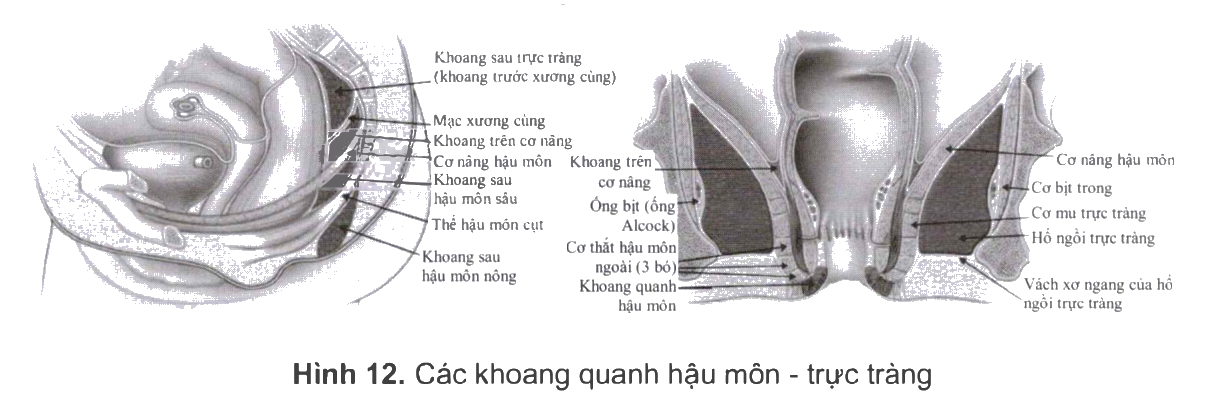 Khoang sau trực tràng
(khoang trước xương cùng)
Mạc xương cùng
Khoang trên cơ nâng
Cơ nâng hậu môn
Khoang sau
hậu môn sâu
Thể hậu môn cụt
Khoang sau
hậu môn nông
Khoang trên
cơ nâng
Ống bịt (ống
Alcock)
Cơ thắt hậu môn
ngoài (3 bó)
Khoang quanh
hậu môn
Cơ nâng hậu môn
Cơ bịt trong
Cơ mu trực tràng
Hố ngồi trực tràng
Vách xơ ngang của hố
ngồi trực tràng
Hình 12. Các khoang quanh hậu môn - trực tràng